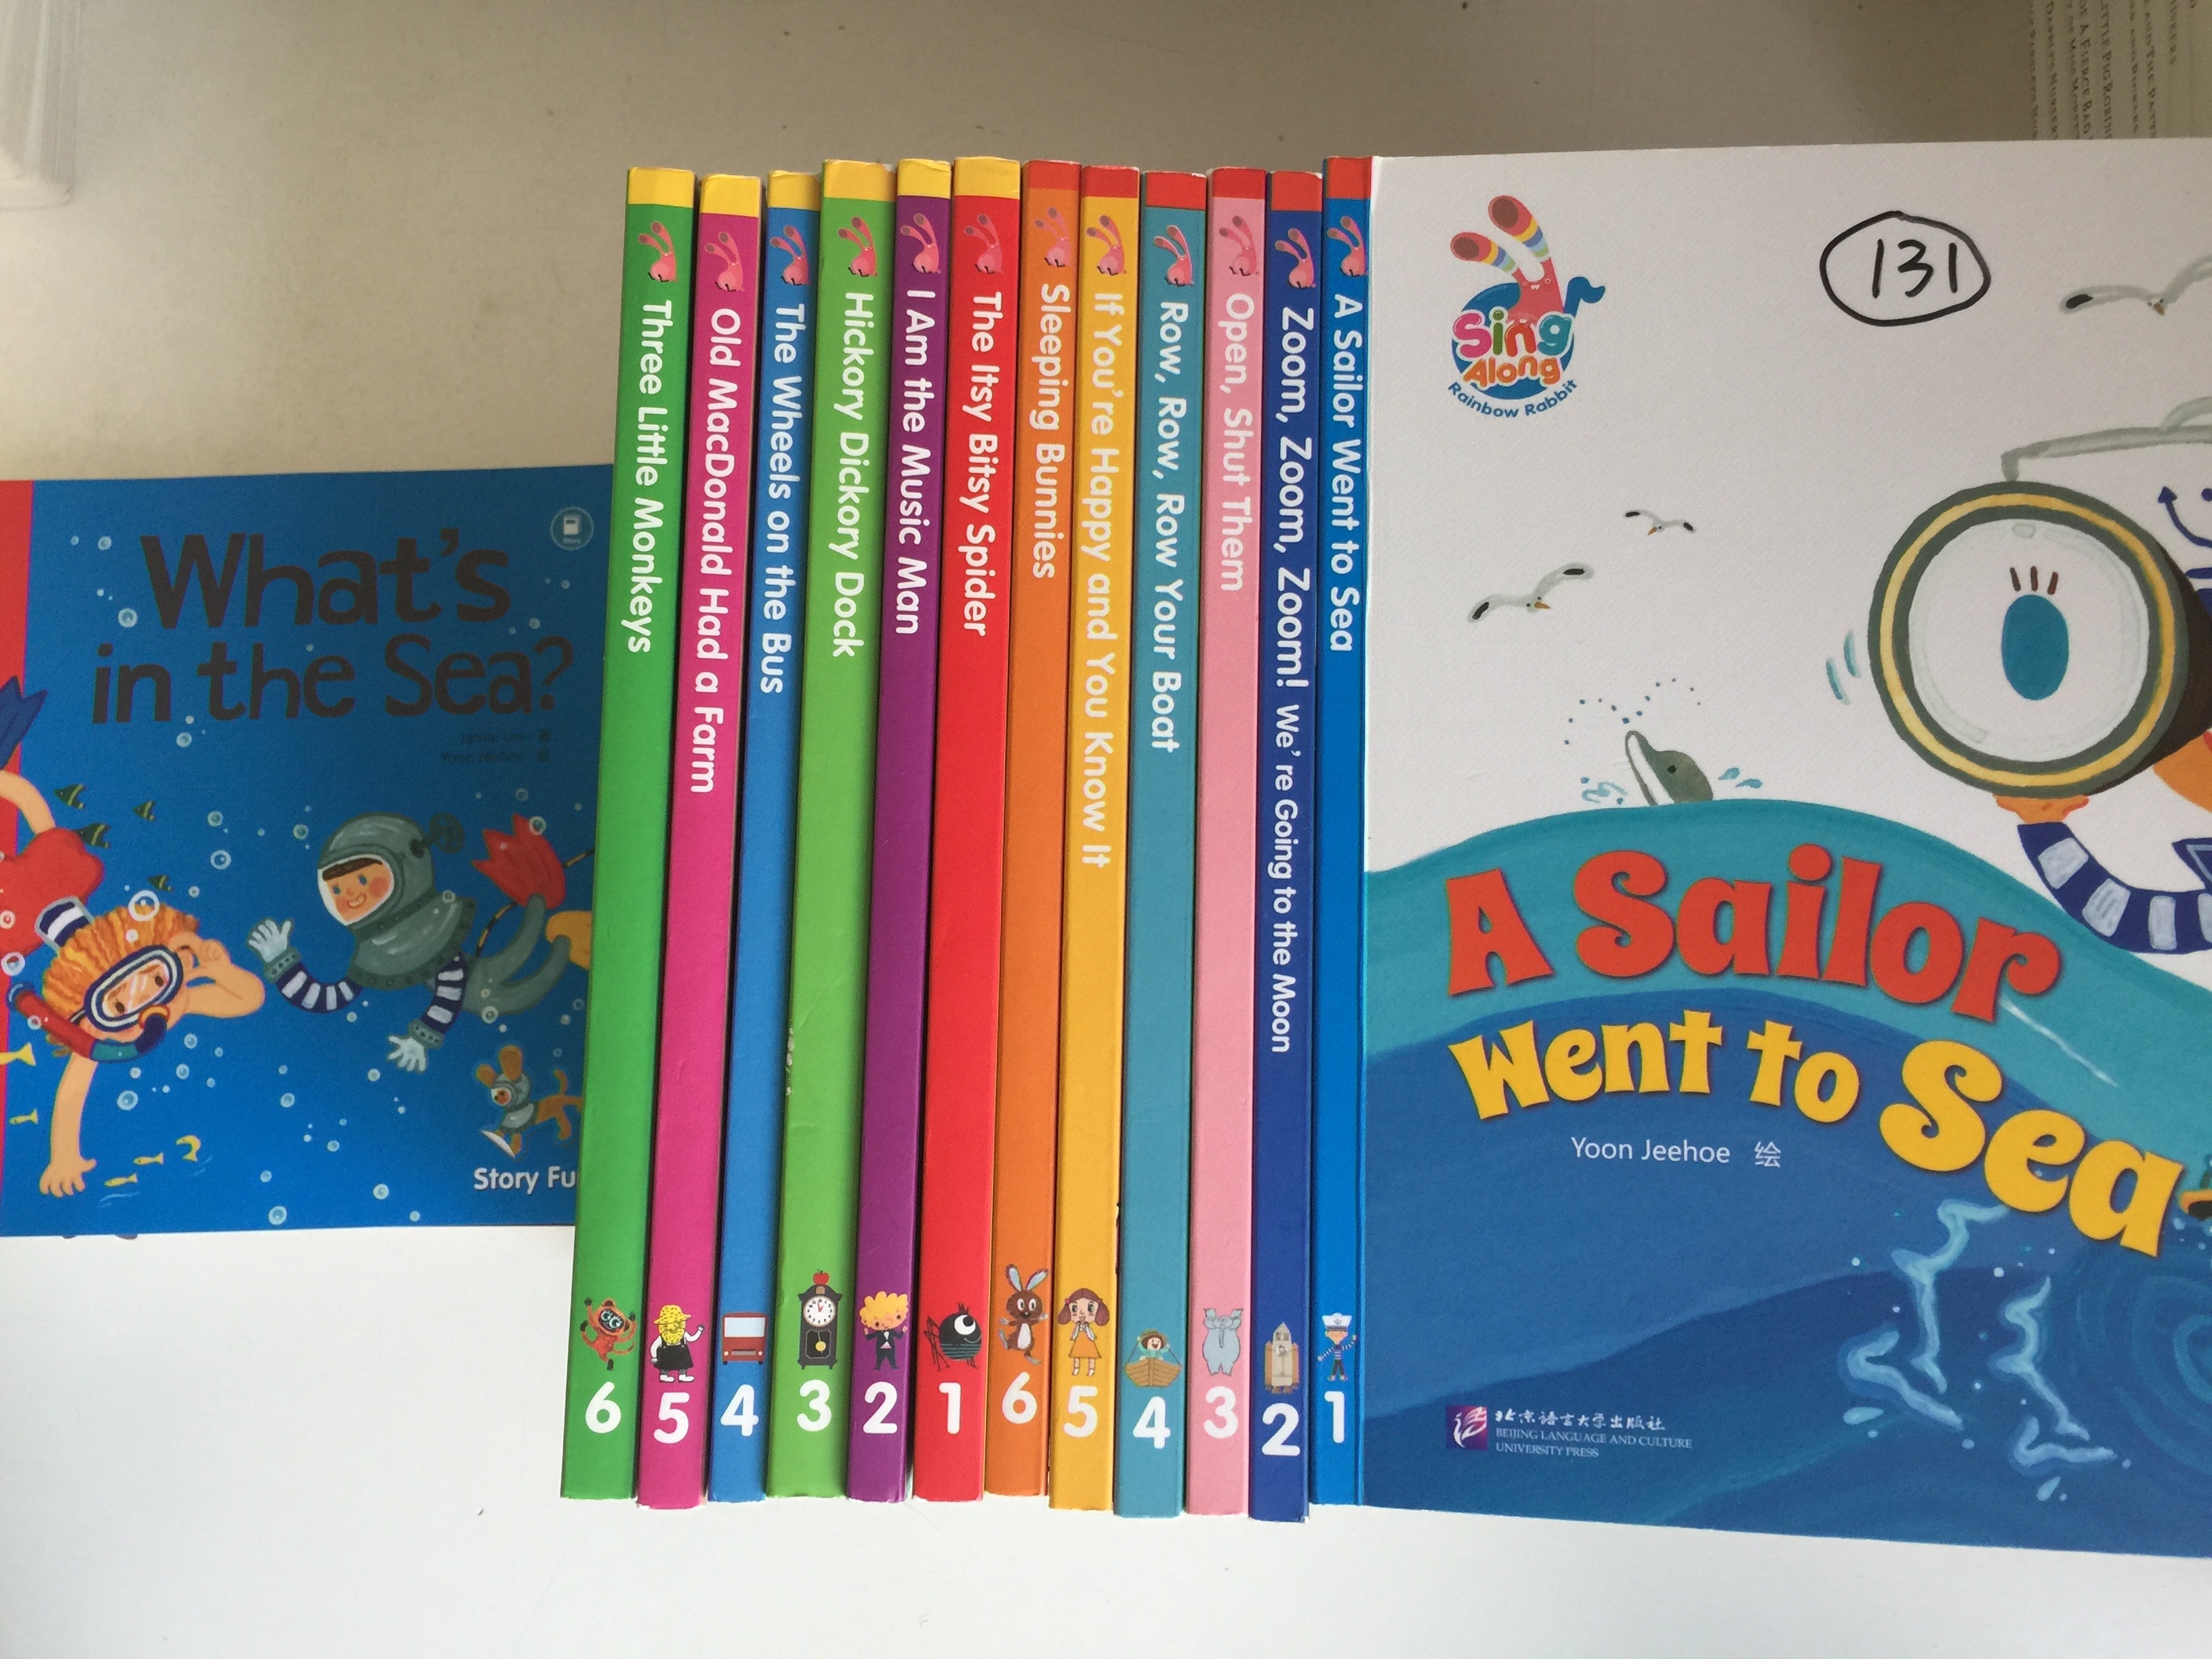 What's
in the Sea?
Story Fu
Three Little Monkeys
6
Old MacDonald Had a Farm
5
The Wheels on the Bus
4
Hickory Dickory Dock
3
I Am the Music Man
2
The Itsy Bitsy Spider
1
Sleeping Bunnies
6
If You're Happy and You Know It
5
Row, Row, Row Your Boat
4
Open, Shut Them
3
Zoom, Zoom, Zoom! We're Going to the Moon
2
A Sailor Went to Sea
1
Sing
Along
Rainbow Rabbit
131
A Sailor
Went to Sea
Yoon Jeehoe 绘
北京语言大学出版社
BEIJING LANGUAGE AND CULTURE
UNIVERSITY PRESS